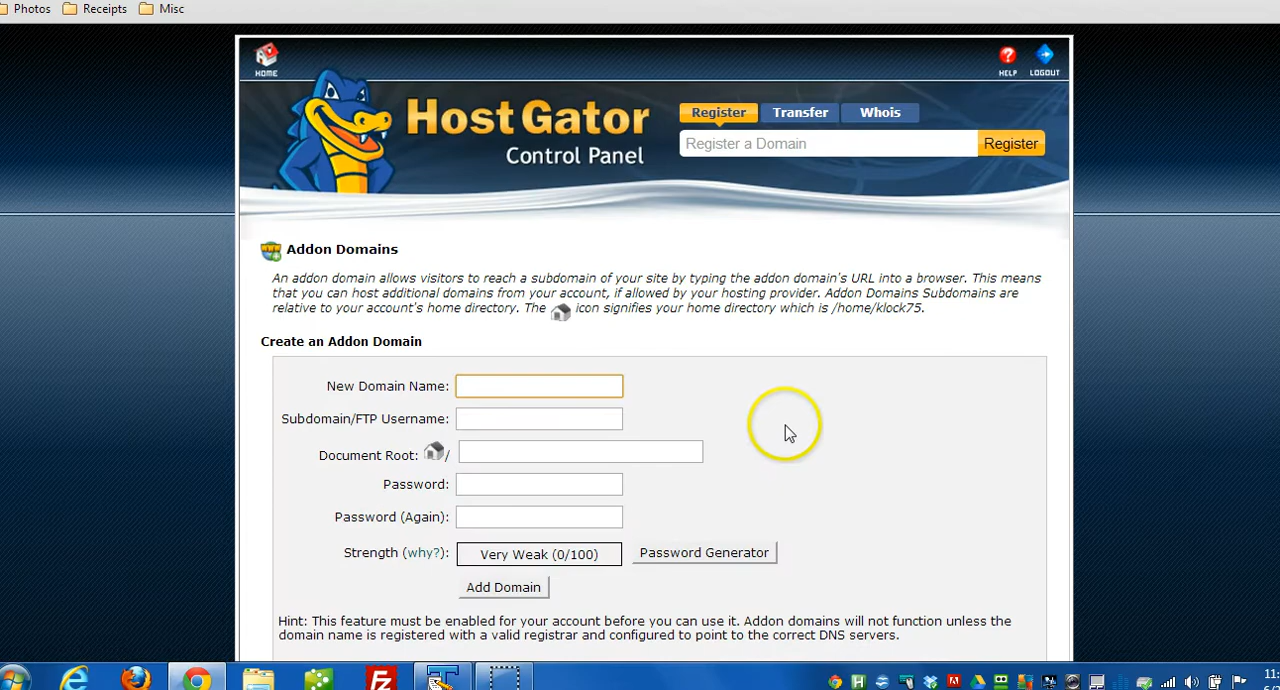 Photos Receipts Misc
HOME HELP LOGOUT
Host Gator
Control Panel
Register Transfer Whois
Register a Domain Register
Addon Domains
An addon domain allows visitors to reach a subdomain of your site by typing the addon domain's URL into a browser. This means
that you can host additional domains from your account, if allowed by your hosting provider. Addon Domains Subdomains are
relative to your account's home directory. The icon signifies your home directory which is /home/klock75.
Create an Addon Domain
New Domain Name:
Subdomain/FTP Username:
Document Root: /
Password:
Password (Again):
Strength (why?): Very Weak (0/100) Password Generator
Add Domain
Hint: This feature must be enabled for your account before you can use it. Addon domains will not function unless the
domain name is registered with a valid registrar and configured to point to the correct DNS servers.
Fz